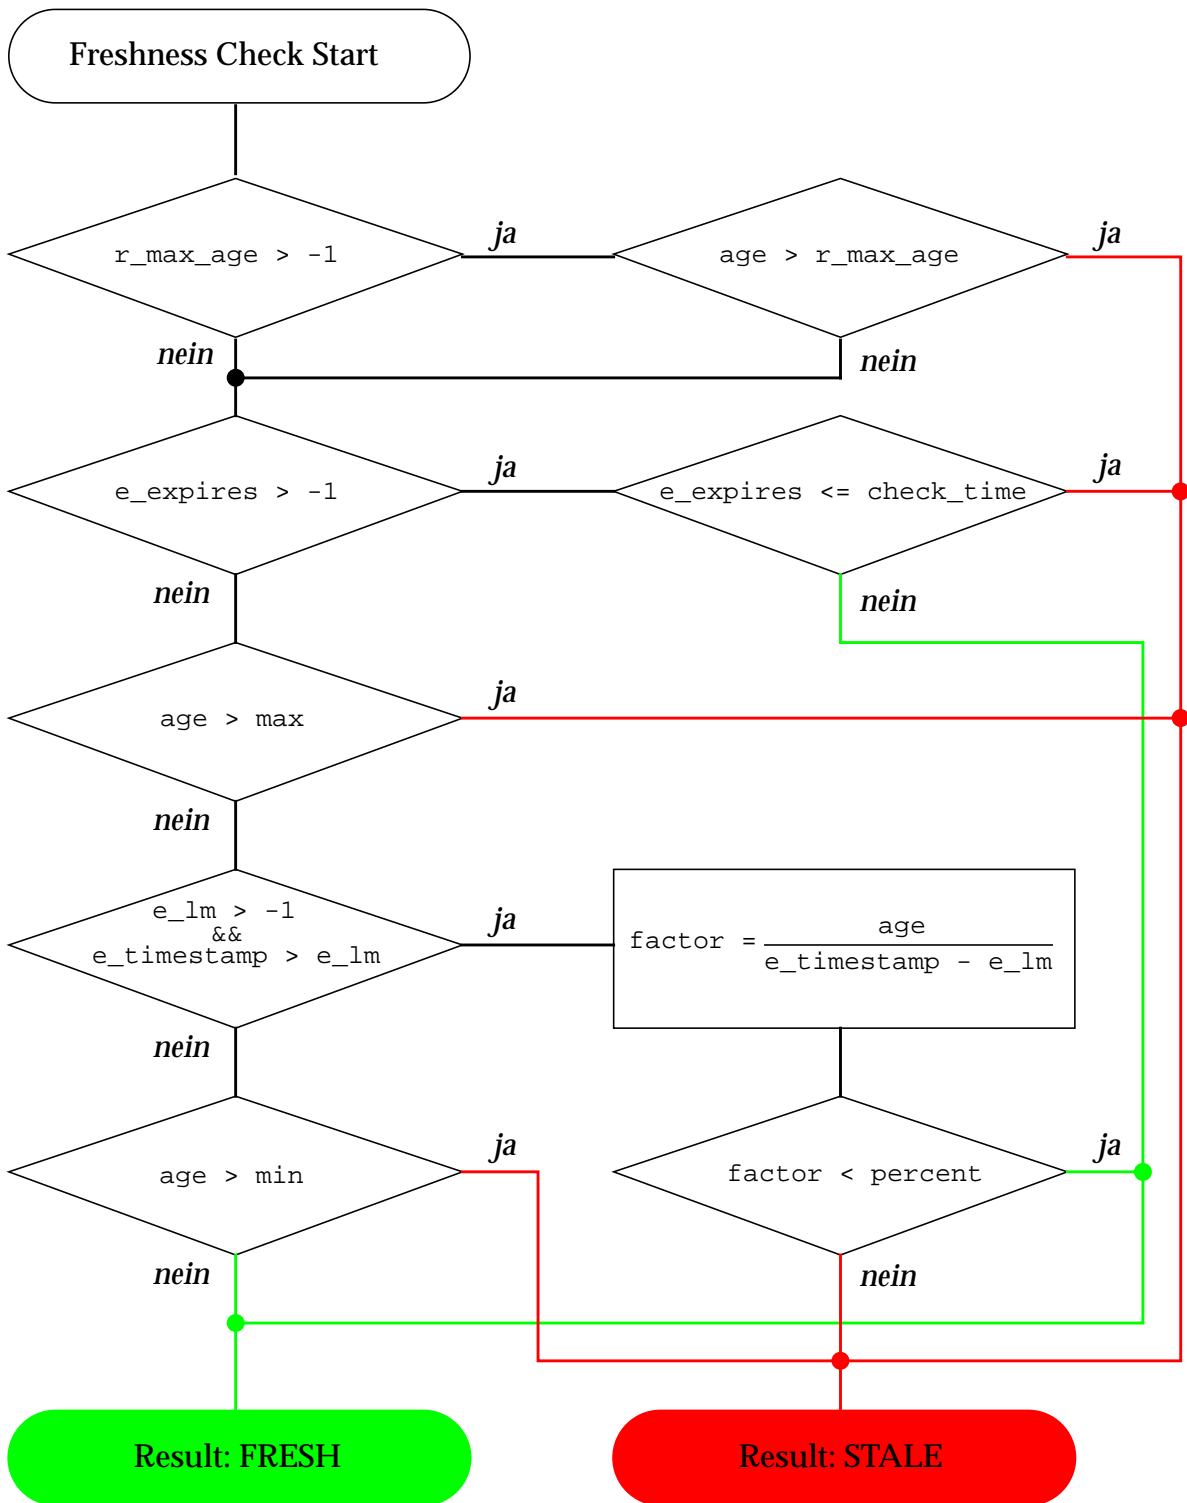 Freshness Check Start
r_max_age > -1
ja
age > r_max_age
ja
nein
nein
e_expires > -1
ja
e_expires <= check_time
ja
nein
nein
age > max
ja
nein
e_lm > -1
&&
e_timestamp > e_lm
ja
factor =
age
e_timestamp - e_lm
nein
age > min
ja
factor < percent
ja
nein
nein
Result: FRESH
Result: STALE